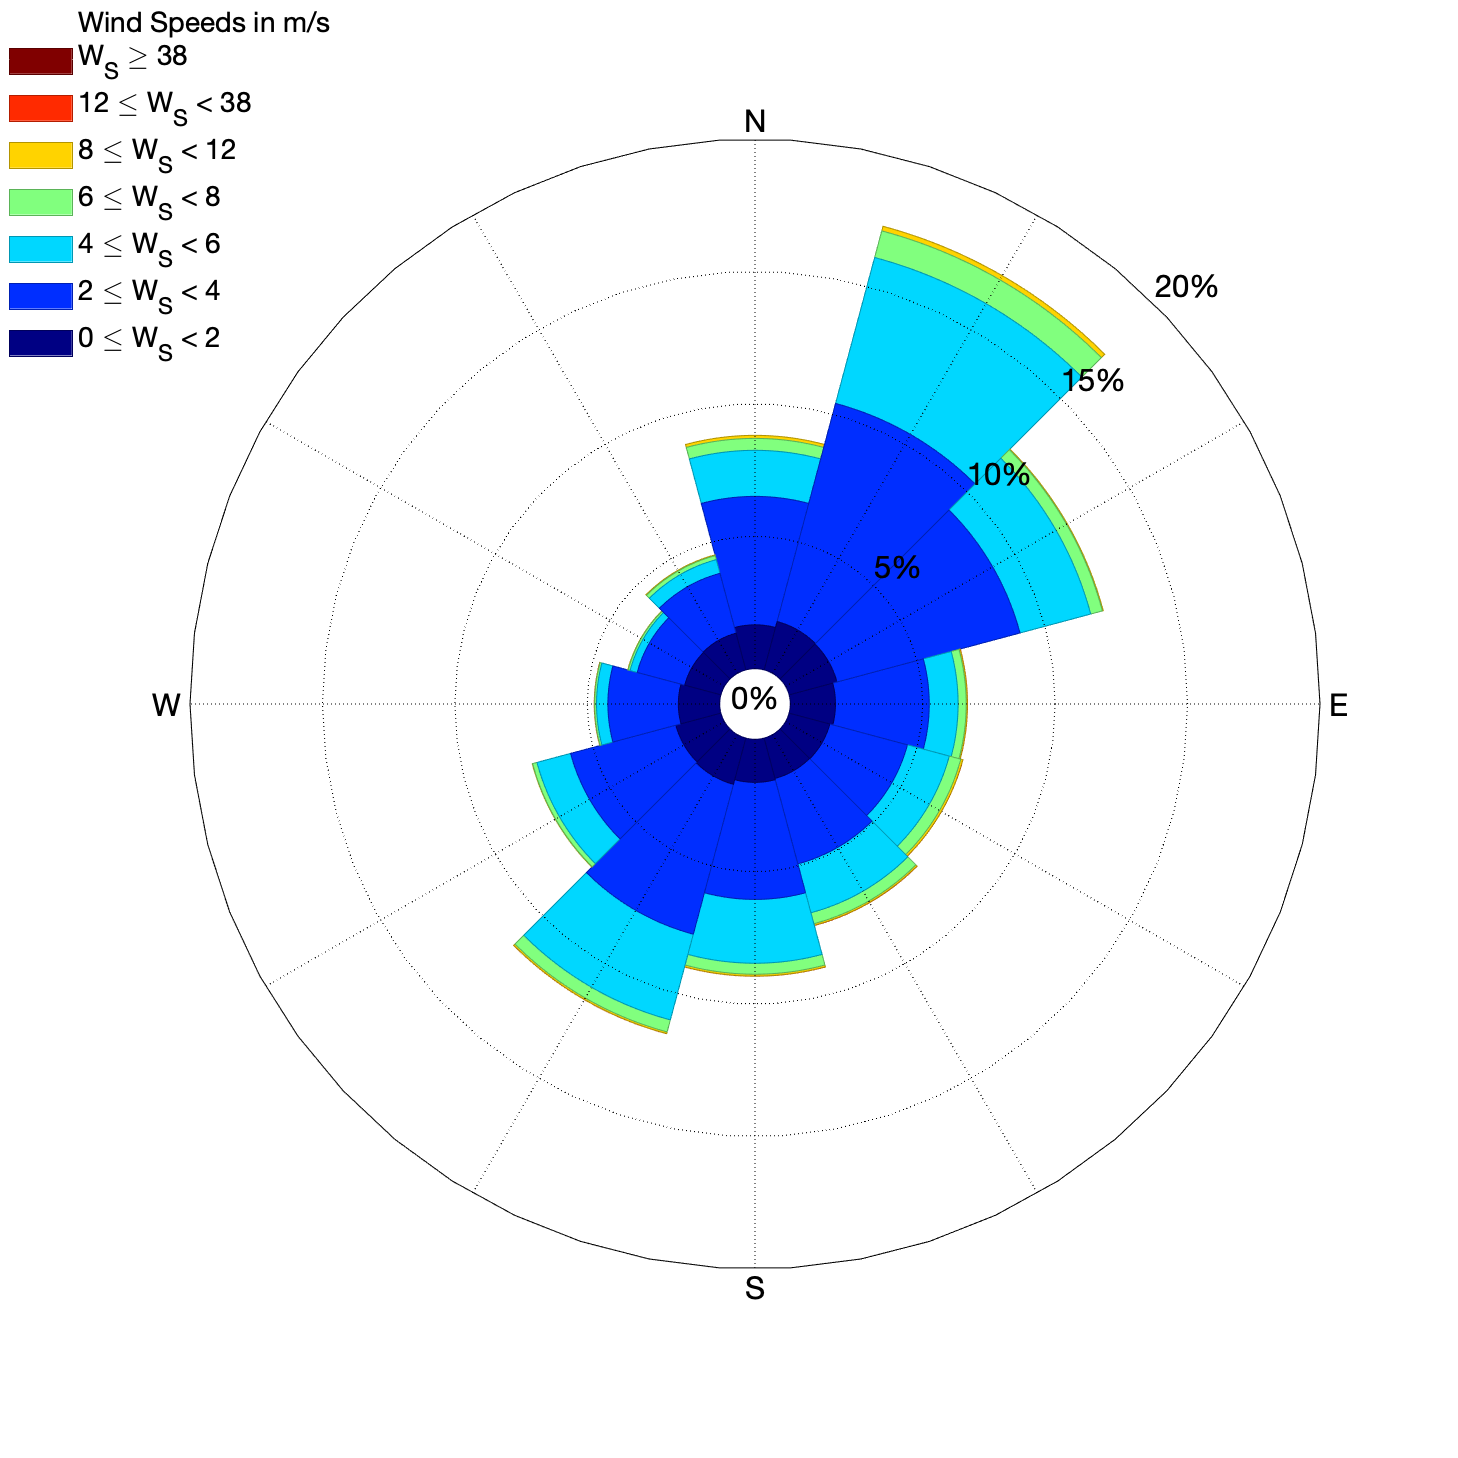 Wind Speeds in m/s
W_S ≥ 38
12 ≤ W_S < 38
8 ≤ W_S < 12
6 ≤ W_S < 8
4 ≤ W_S < 6
2 ≤ W_S < 4
0 ≤ W_S < 2
N
20%
15%
10%
5%
0%
W
E
S